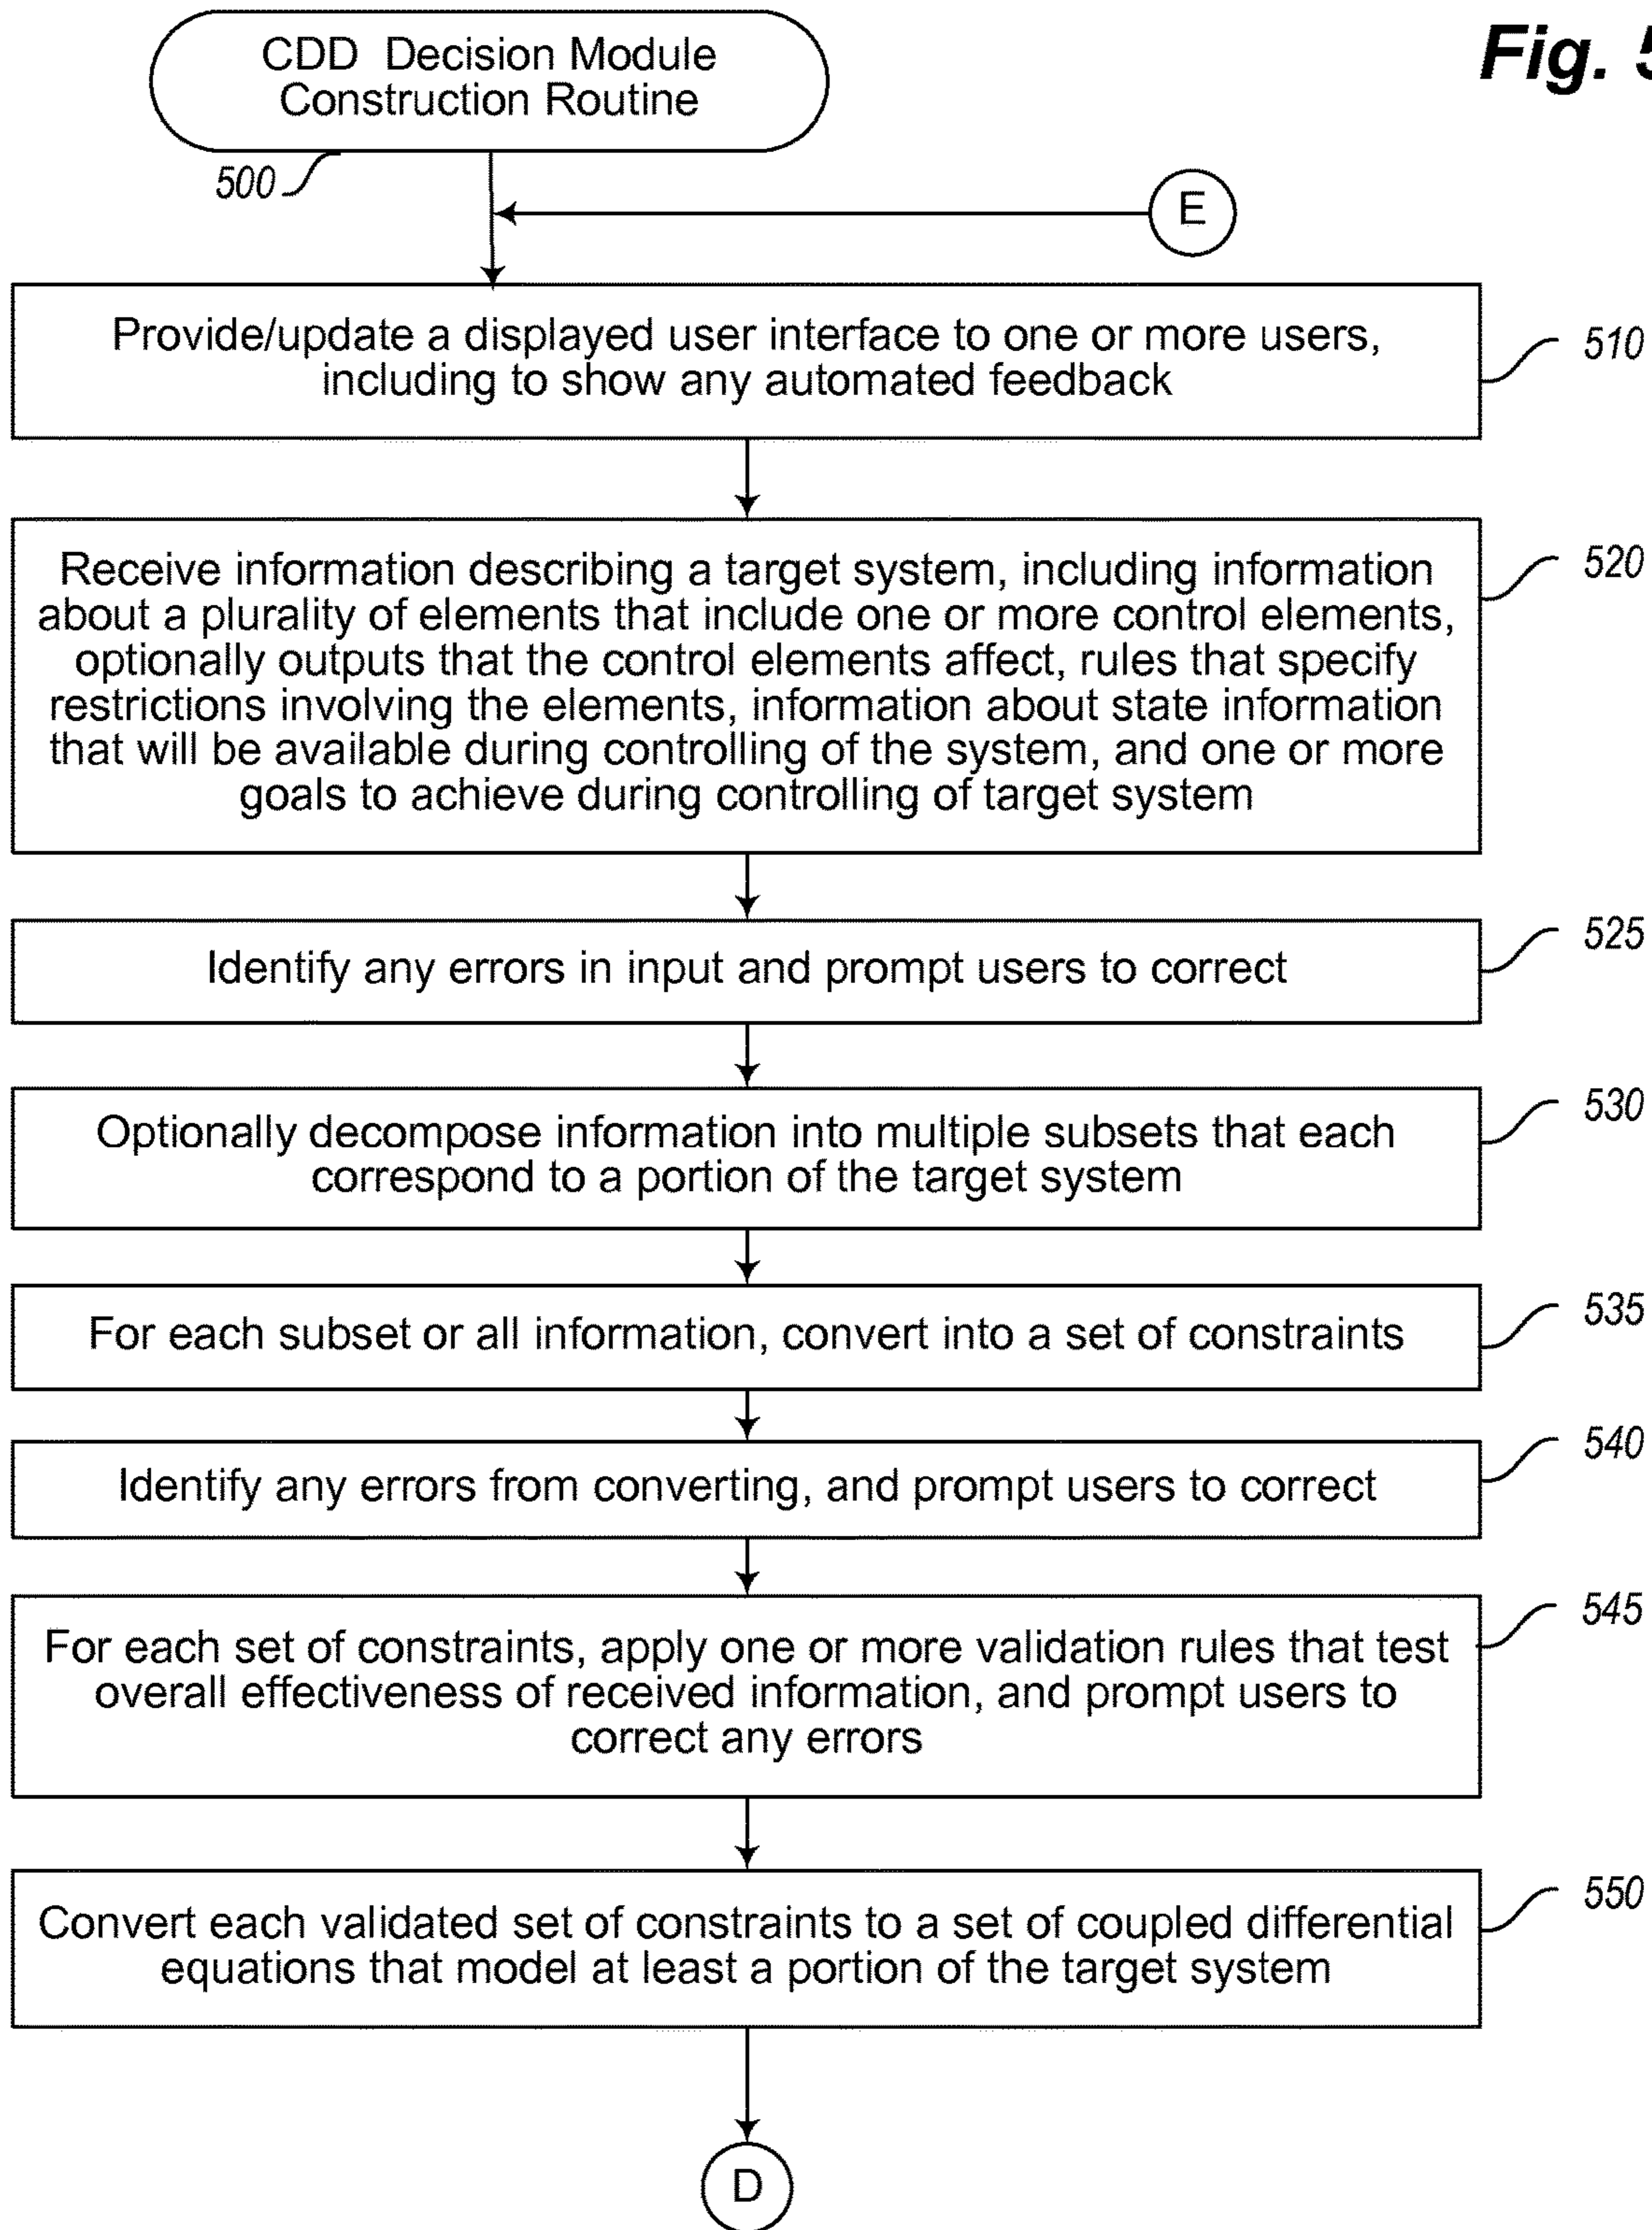 Fig. 5
CDD Decision Module
Construction Routine
500
E
Provide/update a displayed user interface to one or more users,
including to show any automated feedback
510
Receive information describing a target system, including information
about a plurality of elements that include one or more control elements,
optionally outputs that the control elements affect, rules that specify
restrictions involving the elements, information about state information
that will be available during controlling of the system, and one or more
goals to achieve during controlling of target system
520
Identify any errors in input and prompt users to correct
525
Optionally decompose information into multiple subsets that each
correspond to a portion of the target system
530
For each subset or all information, convert into a set of constraints
535
Identify any errors from converting, and prompt users to correct
540
For each set of constraints, apply one or more validation rules that test
overall effectiveness of received information, and prompt users to
correct any errors
545
Convert each validated set of constraints to a set of coupled differential
equations that model at least a portion of the target system
550
D